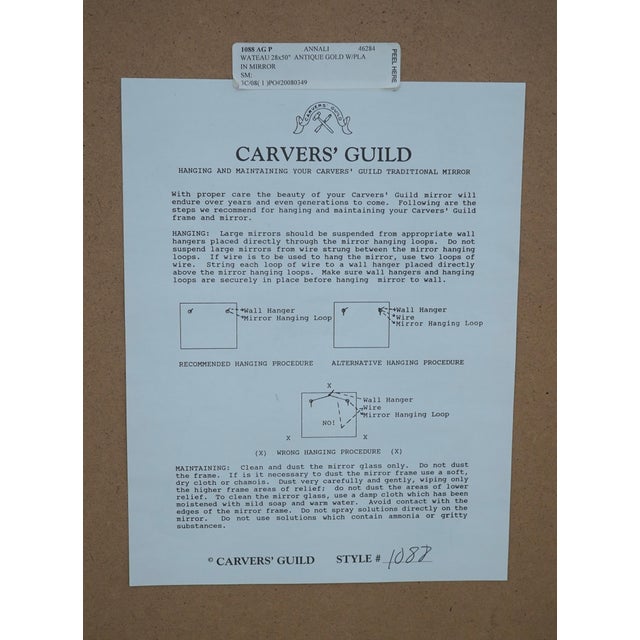 1088 AG P ANNALI 46284
WATEAU 28x50" ANTIQUE GOLD W/PLA
IN MIRROR
SM:
3C/08( 1 )PO#20080349
PEEL HERE
CARVERS' GUILD
CARVERS' GUILD
HANGING AND MAINTAINING YOUR CARVERS' GUILD TRADITIONAL MIRROR
With proper care the beauty of your Carvers' Guild mirror will
endure over years and even generations to come. Following are the
steps we recommend for hanging and maintaining your Carvers' Guild
frame and mirror.
HANGING: Large mirrors should be suspended from appropriate wall
hangers placed directly through the mirror hanging loops. Do not
suspend large mirrors from wire strung between the mirror hanging
loops. If wire is to be used to hang the mirror, use two loops of
wire. String each loop of wire to a wall hanger placed directly
above the mirror hanging loops. Make sure wall hangers and hanging
loops are securely in place before hanging mirror to wall.
Wall Hanger
Mirror Hanging Loop
Wall Hanger
Wire
Mirror Hanging Loop
RECOMMENDED HANGING PROCEDURE ALTERNATIVE HANGING PROCEDURE
X
Wall Hanger
Wire
Mirror Hanging Loop
NO!
X X
(X) WRONG HANGING PROCEDURE (X)
MAINTAINING: Clean and dust the mirror glass only. Do not dust
the frame. If is it necessary to dust the mirror frame use a soft,
dry cloth or chamois. Dust very carefully and gently, wiping only
the higher frame areas of relief; do not dust the areas of lower
relief. To clean the mirror glass, use a damp cloth which has been
moistened with mild soap and warm water. Avoid contact with the
edges of the mirror frame. Do not spray solutions directly on the
mirror. Do not use solutions which contain ammonia or gritty
substances.
© CARVERS' GUILD STYLE # 1088